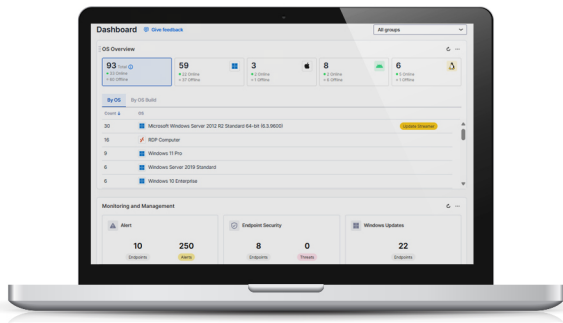 Dashboard Give feedback All groups
OS Overview
93 Total 59 3 8 6
33 Online 22 Online 2 Online 2 Online 5 Online
60 Offline 37 Offline 1 Offline 6 Offline 1 Offline
By OS By OS Build
Count OS
30 Microsoft Windows Server 2012 R2 Standard 64-bit (6.3.9600) Update Streamer
16 RDP Computer
9 Windows 11 Pro
6 Windows Server 2019 Standard
6 Windows 10 Enterprise
Monitoring and Management
Alert Endpoint Security Windows Updates
10 250 8 0 22
Endpoints Alerts Endpoints Threats Endpoints